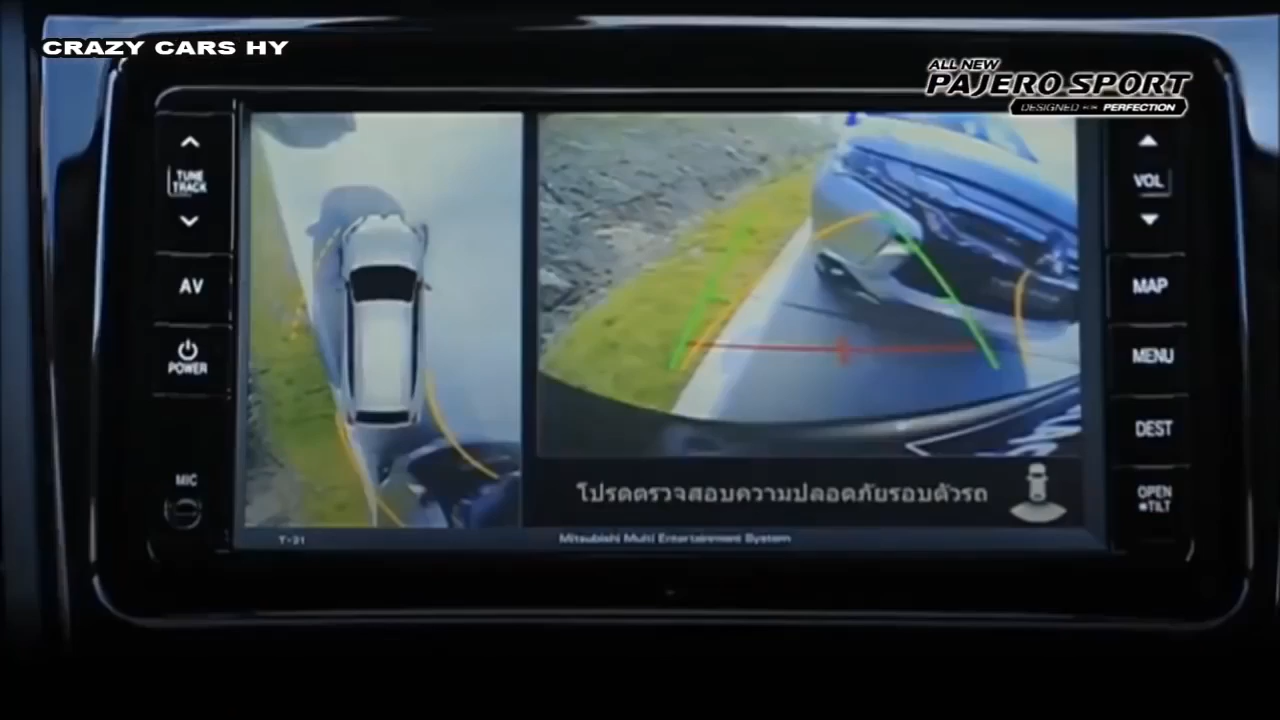 CRAZY CARS HY
ALL NEW
PAJERO SPORT
DESIGNED FOR PERFECTION
TUNE
TRACK
AV
POWER
MIC
VOL
MAP
MENU
DEST
OPEN
TILT
โปรดตรวจสอบความปลอดภัยรอบตัวรถ
T-31
Mitsubishi Multi Entertainment System